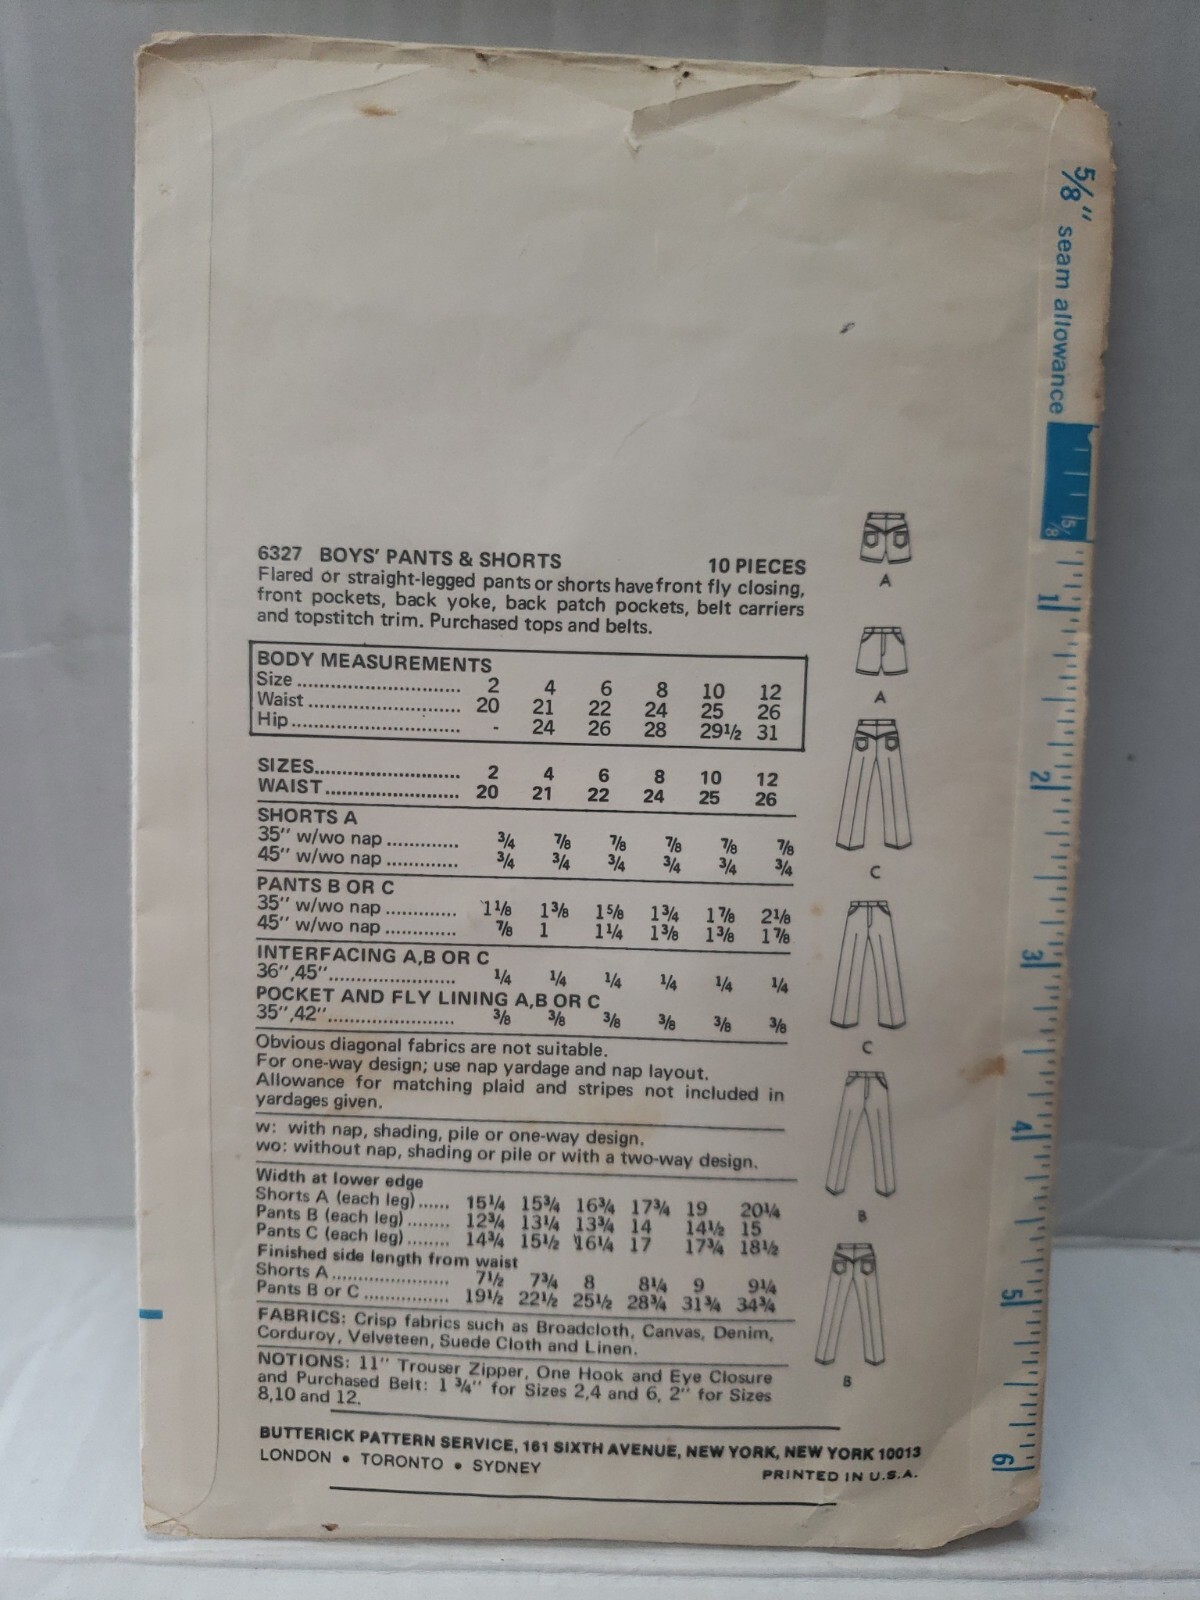 6327 BOYS' PANTS & SHORTS 10 PIECES
Flared or straight-legged pants or shorts have front fly closing,
front pockets, back yoke, back patch pockets, belt carriers
and topstitch trim. Purchased tops and belts.
BODY MEASUREMENTS
Size ............................ 2 4 6 8 10 12
Waist .......................... 20 21 22 24 25 26
Hip............................. - 24 26 28 29½ 31
SIZES........................ 2 4 6 8 10 12
WAIST ...................... 20 21 22 24 25 26
SHORTS A
35" w/wo nap ............. ¾ ⅞ ⅞ ⅞ ⅞ ⅞
45" w/wo nap ............. ¾ ¾ ¾ ¾ ¾ ¾
PANTS B OR C
35" w/wo nap ............. 1⅛ 1⅜ 1⅝ 1¾ 1⅞ 2⅛
45" w/wo nap ............. ⅞ 1 1¼ 1⅜ 1⅜ 1⅞
INTERFACING A,B OR C
36",45"...................... ¼ ¼ ¼ ¼ ¼ ¼
POCKET AND FLY LINING A,B OR C
35",42"...................... ⅜ ⅜ ⅜ ⅜ ⅜ ⅜
Obvious diagonal fabrics are not suitable.
For one-way design; use nap yardage and nap layout.
Allowance for matching plaid and stripes not included in
yardages given.
w: with nap, shading, pile or one-way design.
wo: without nap, shading or pile or with a two-way design.
Width at lower edge
Shorts A (each leg)...... 15¼ 15¾ 16¾ 17¾ 19 20¼
Pants B (each leg)........ 12¾ 13¼ 13¾ 14 14½ 15
Pants C (each leg)........ 14¾ 15½ 16¼ 17 17¾ 18½
Finished side length from waist
Shorts A ...................... 7½ 7¾ 8 8¼ 9 9¼
Pants B or C ................ 19½ 22½ 25½ 28¾ 31¾ 34¾
FABRICS: Crisp fabrics such as Broadcloth, Canvas, Denim,
Corduroy, Velveteen, Suede Cloth and Linen.
NOTIONS: 11" Trouser Zipper, One Hook and Eye Closure
and Purchased Belt: 1 ¾" for Sizes 2,4 and 6, 2" for Sizes
8,10 and 12.
BUTTERICK PATTERN SERVICE, 161 SIXTH AVENUE, NEW YORK, NEW YORK 10013
LONDON • TORONTO • SYDNEY
PRINTED IN U.S.A.
A
A
C
C
B
B
5/8" seam allowance
5/8
1
2
3
4
5
6